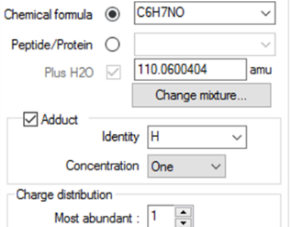 Chemical formula C6H7NO
Peptide/Protein
Plus H2O 110.0600404 amu
Change mixture...
Adduct
Identity H
Concentration One
Charge distribution
Most abundant : 1